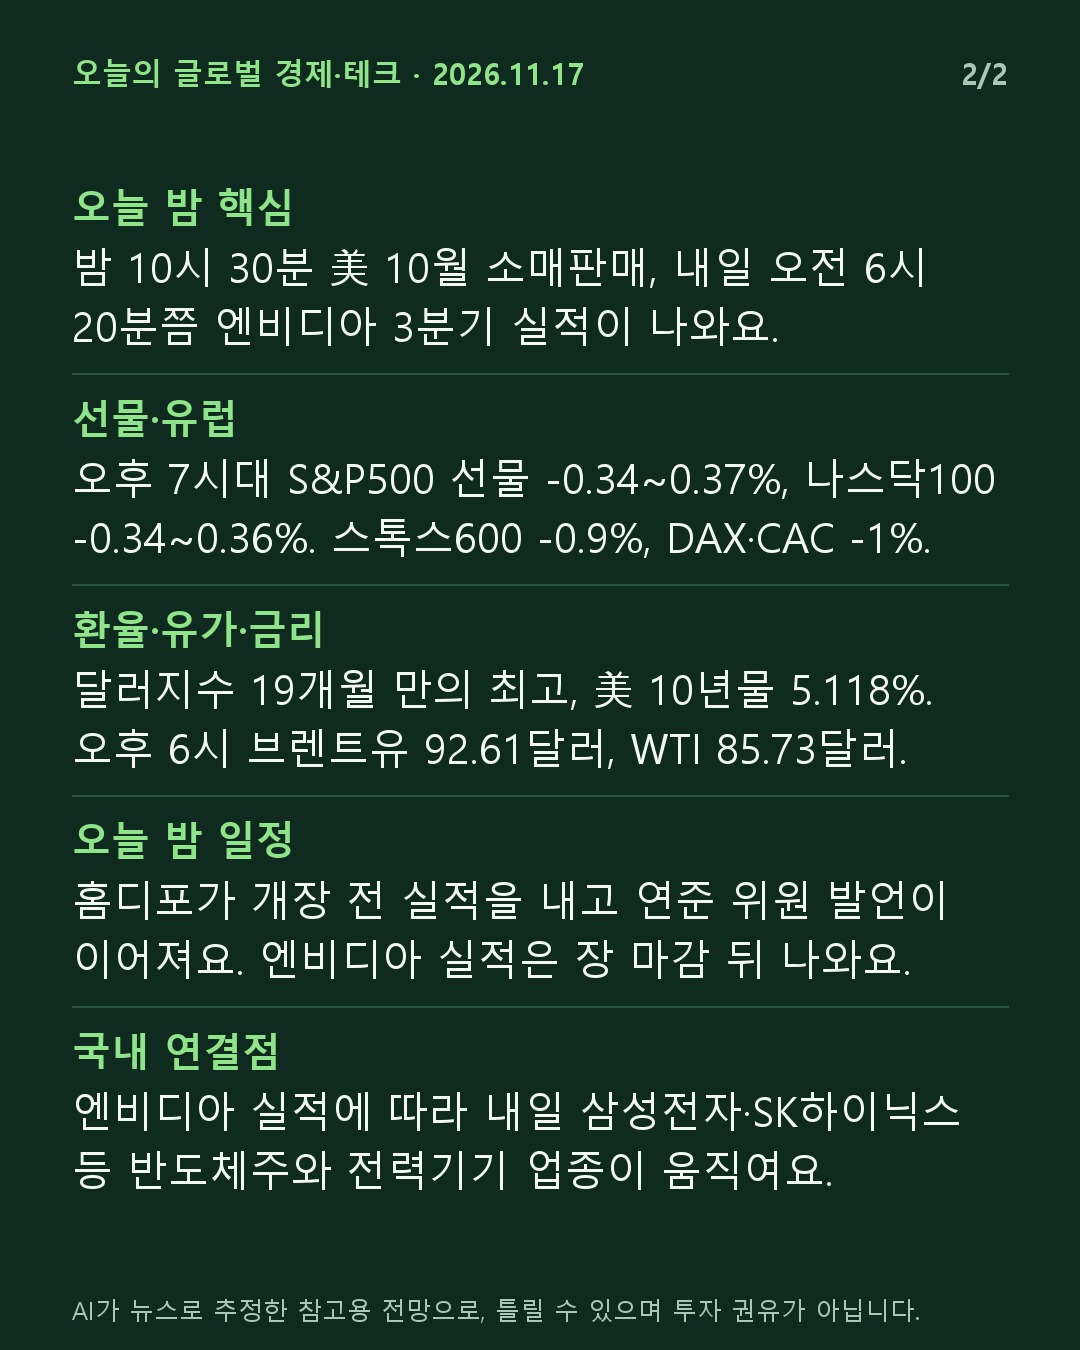 오늘의 글로벌 경제·테크 · 2026.11.17
2/2
오늘 밤 핵심
밤 10시 30분 美 10월 소매판매, 내일 오전 6시
20분쯤 엔비디아 3분기 실적이 나와요.
선물·유럽
오후 7시대 S&P500 선물 -0.34~0.37%, 나스닥100
-0.34~0.36%. 스톡스600 -0.9%, DAX·CAC -1%.
환율·유가·금리
달러지수 19개월 만의 최고, 美 10년물 5.118%.
오후 6시 브렌트유 92.61달러, WTI 85.73달러.
오늘 밤 일정
홈디포가 개장 전 실적을 내고 연준 위원 발언이
이어져요. 엔비디아 실적은 장 마감 뒤 나와요.
국내 연결점
엔비디아 실적에 따라 내일 삼성전자·SK하이닉스
등 반도체주와 전력기기 업종이 움직여요.
AI가 뉴스로 추정한 참고용 전망으로, 틀릴 수 있으며 투자 권유가 아닙니다.